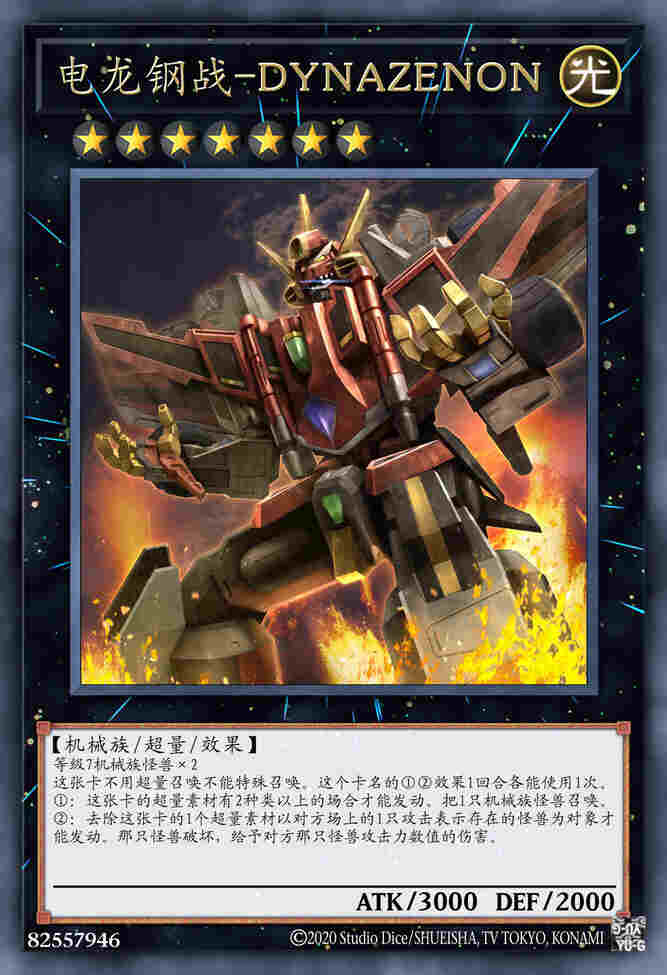 电龙钢战-DYNAZENON 光
【机械族/超量/效果】
等级7机械族怪兽×2
这张卡不用超量召唤不能特殊召唤。这个卡名的①②效果1回合各能使用1次。
①：这张卡的超量素材有2种类以上的场合才能发动。把1只机械族怪兽召唤。
②：去除这张卡的1个超量素材以对方场上的1只攻击表示存在的怪兽为对象才
能发动。那只怪兽破坏，给予对方那只怪兽攻击力数值的伤害。
ATK/3000 DEF/2000
82557946 ©2020 Studio Dice/SHUEISHA, TV TOKYO, KONAMI